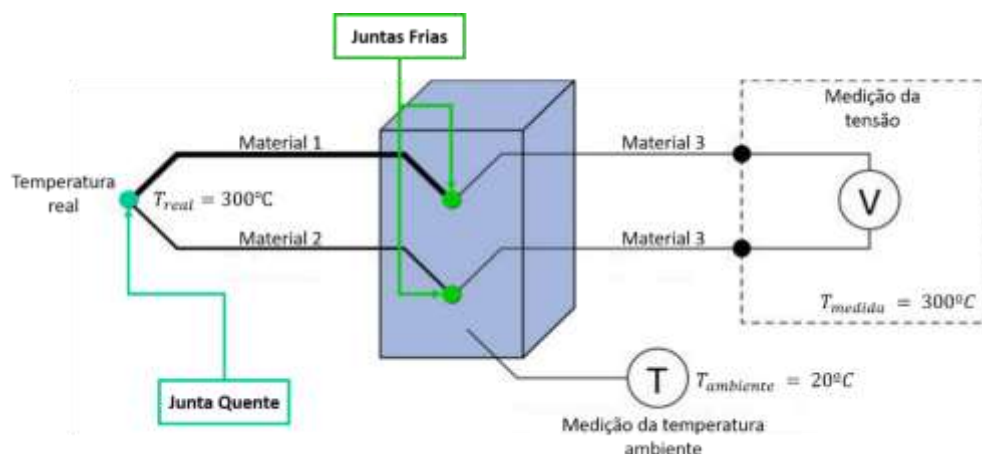 Juntas Frias
Medição da
tensão
Material 1
Material 3
Temperatura
real
T_real = 300°C
V
Material 2
Material 3
T_medida = 300ºC
T
T_ambiente = 20ºC
Junta Quente
Medição da temperatura
ambiente